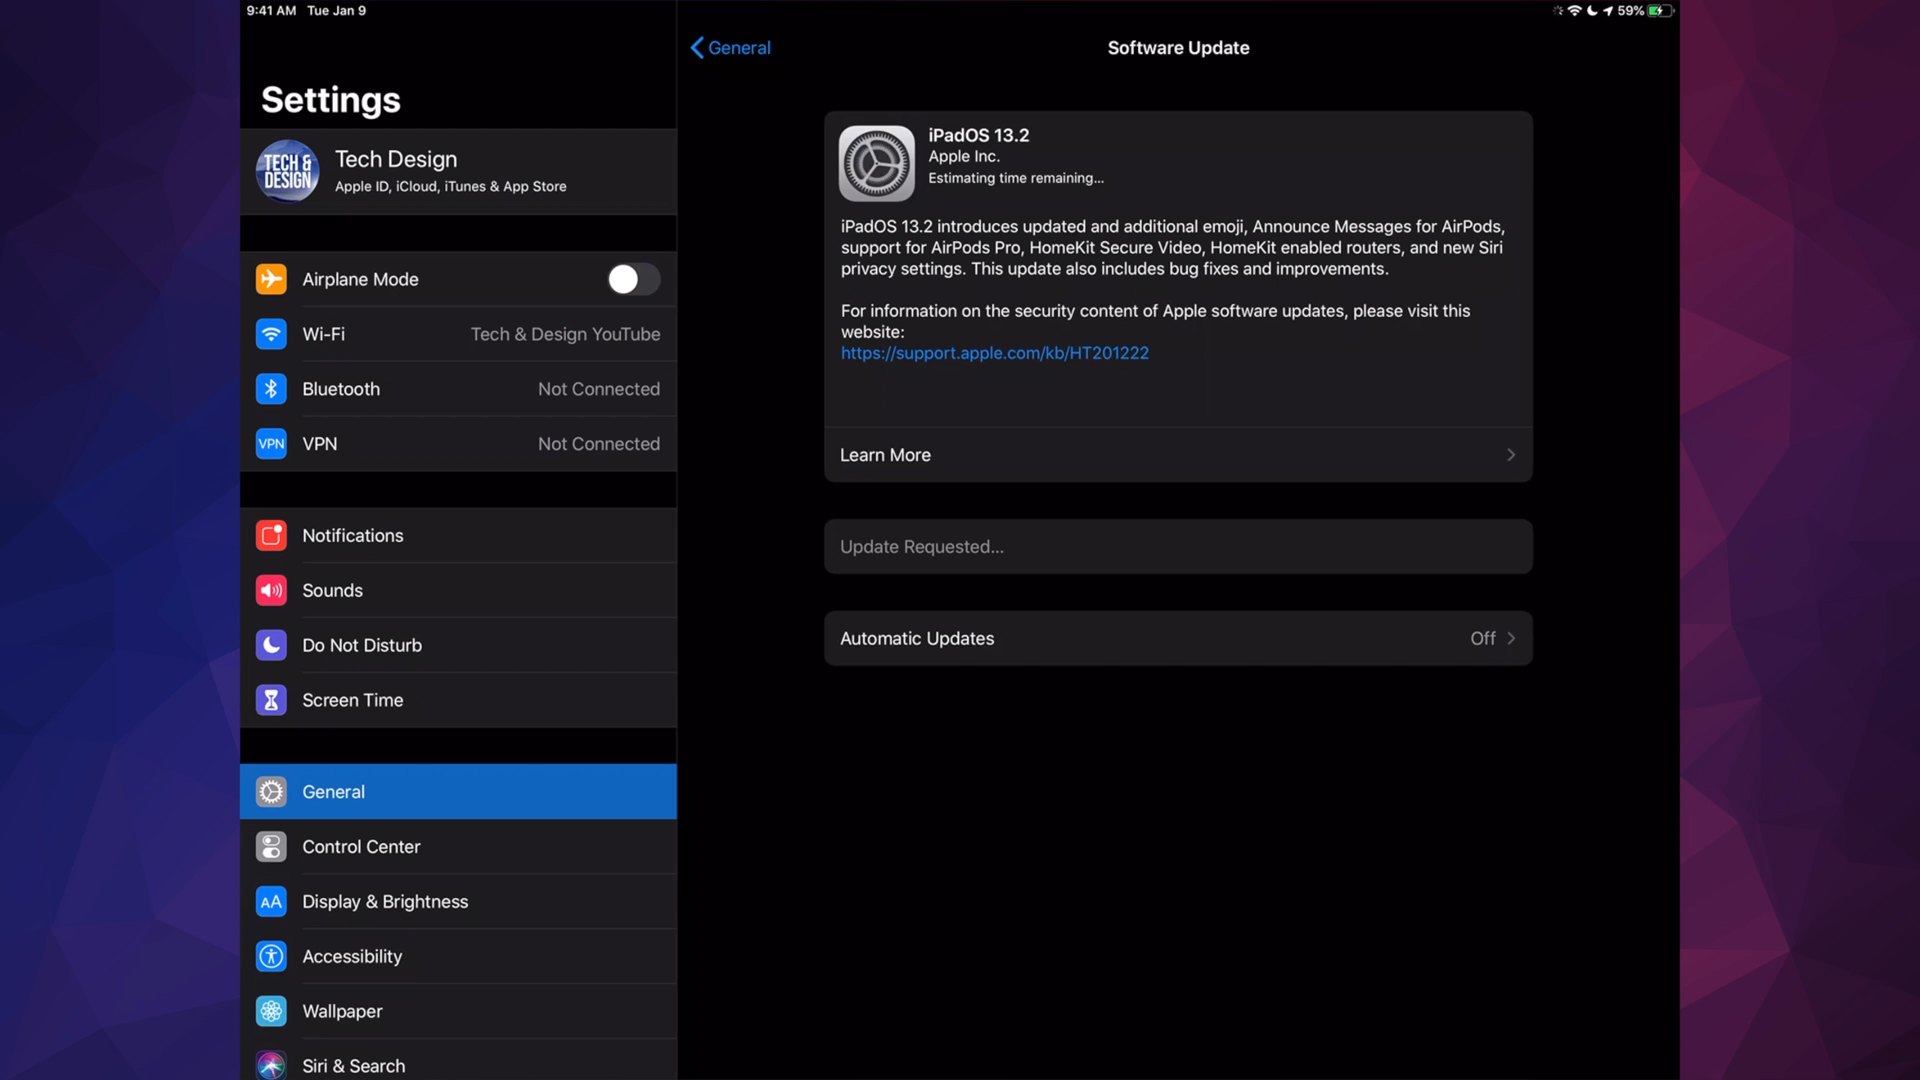 9:41 AM Tue Jan 9
59%
Settings
TECH &
DESIGN
Tech Design
Apple ID, iCloud, iTunes & App Store
Airplane Mode
Wi-Fi Tech & Design YouTube
Bluetooth Not Connected
VPN VPN Not Connected
Notifications
Sounds
Do Not Disturb
Screen Time
General
Control Center
AA Display & Brightness
Accessibility
Wallpaper
Siri & Search
General
Software Update
iPadOS 13.2
Apple Inc.
Estimating time remaining...
iPadOS 13.2 introduces updated and additional emoji, Announce Messages for AirPods,
support for AirPods Pro, HomeKit Secure Video, HomeKit enabled routers, and new Siri
privacy settings. This update also includes bug fixes and improvements.
For information on the security content of Apple software updates, please visit this
website:
https://support.apple.com/kb/HT201222
Learn More
Update Requested...
Automatic Updates Off